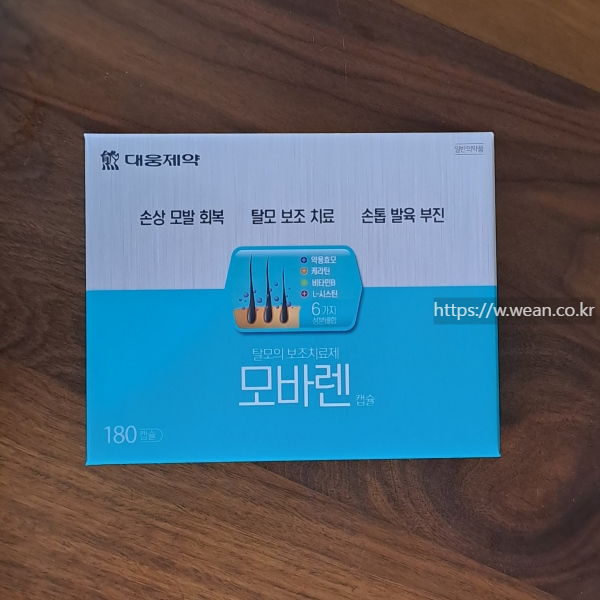 대웅제약
일반의약품
손상 모발 회복 탈모 보조 치료 손톱 발육 부진
약용효모
케라틴
비타민B
L-시스틴
6가지
성분배합
https://w.wean.co.kr
탈모의 보조치료제
모바렌 캡슐
180 캡슐